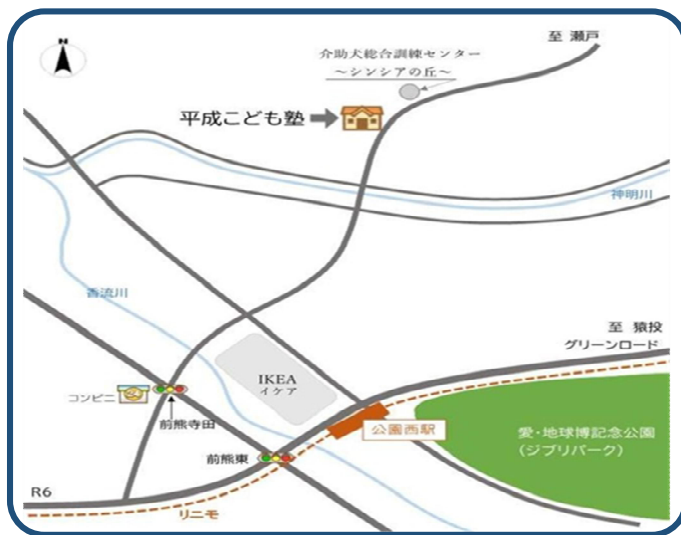 N
至 瀬戸
介助犬総合訓練センター
～シンシアの丘～
平成こども塾
神明川
香流川
至 猿投
グリーンロード
IKEA
イケア
コンビニ
前熊寺田
公園西駅
愛・地球博記念公園
(ジブリパーク)
前熊東
R6
リニモ